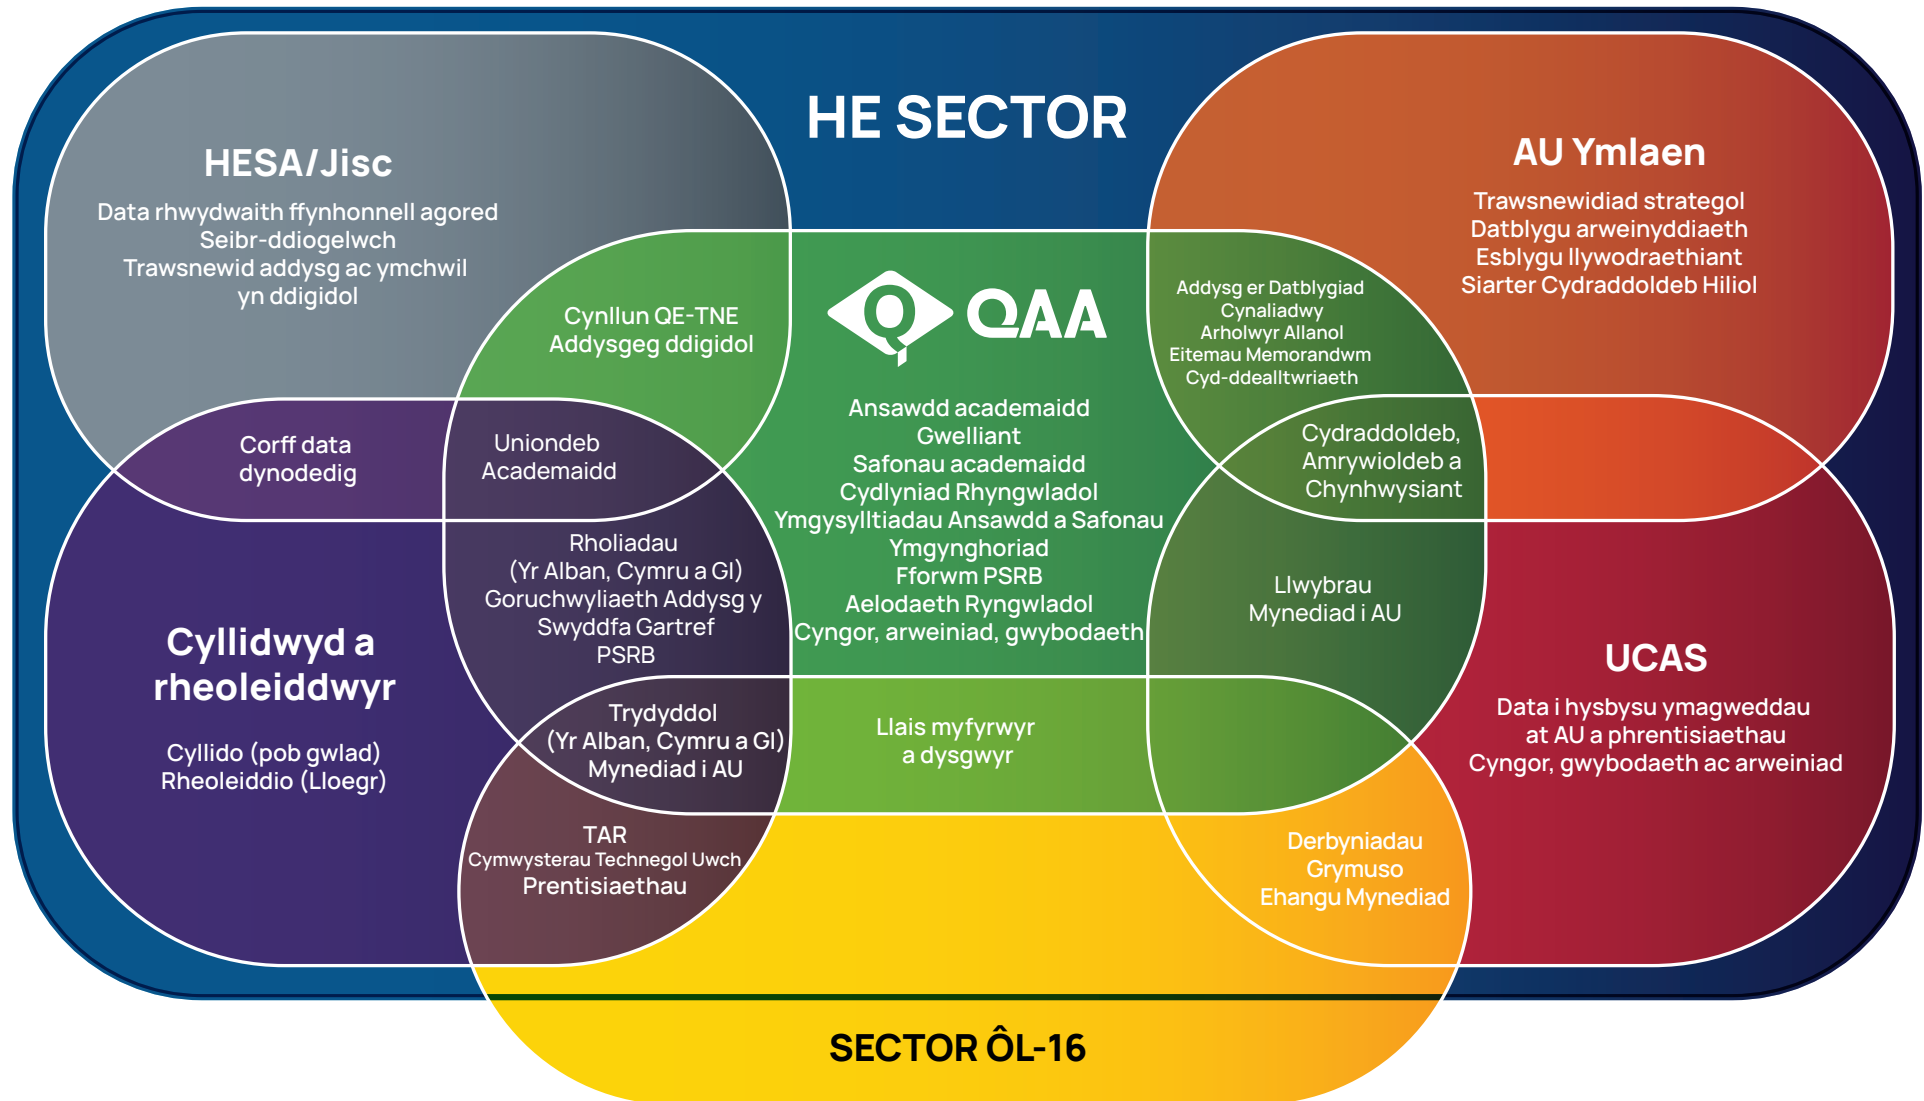 HE SECTOR
HESA/Jisc
Data rhwydwaith ffynhonnell agored
Seibr-ddiogelwch
Trawsnewid addysg ac ymchwil
yn ddigidol
AU Ymlaen
Trawsnewidiad strategol
Datblygu arweinyddiaeth
Esblygu llywodraethiant
Siarter Cydraddoldeb Hiliol
Cynllun QE-TNE
Addysgeg ddigidol
QAA
Ansawdd academaidd
Gwelliant
Safonau academaidd
Cydlyniad Rhyngwladol
Ymgysylltiadau Ansawdd a Safonau
Ymgynghoriad
Fforwm PSRB
Aelodaeth Ryngwladol
Cyngor, arweiniad, gwybodaeth
Addysg er Datblygiad
Cynaliadwy
Arholwyr Allanol
Eitemau Memorandwm
Cyd-ddealltwriaeth
Corff data
dynodedig
Uniondeb
Academaidd
Cydraddoldeb,
Amrywioldeb a
Chynhwysiant
Rholiadau
(Yr Alban, Cymru a GI)
Goruchwyliaeth Addysg y
Swyddfa Gartref
PSRB
Llwybrau
Mynediad i AU
Cyllidwyd a
rheoleiddwyr
Cyllido (pob gwlad)
Rheoleiddio (Lloegr)
Trydyddol
(Yr Alban, Cymru a GI)
Mynediad i AU
Llais myfyrwyr
a dysgwyr
UCAS
Data i hysbysu ymagweddau
at AU a phrentisiaethau
Cyngor, gwybodaeth ac arweiniad
TAR
Cymwysterau Technegol Uwch
Prentisiaethau
Derbyniadau
Grymuso
Ehangu Mynediad
SECTOR ÔL-16